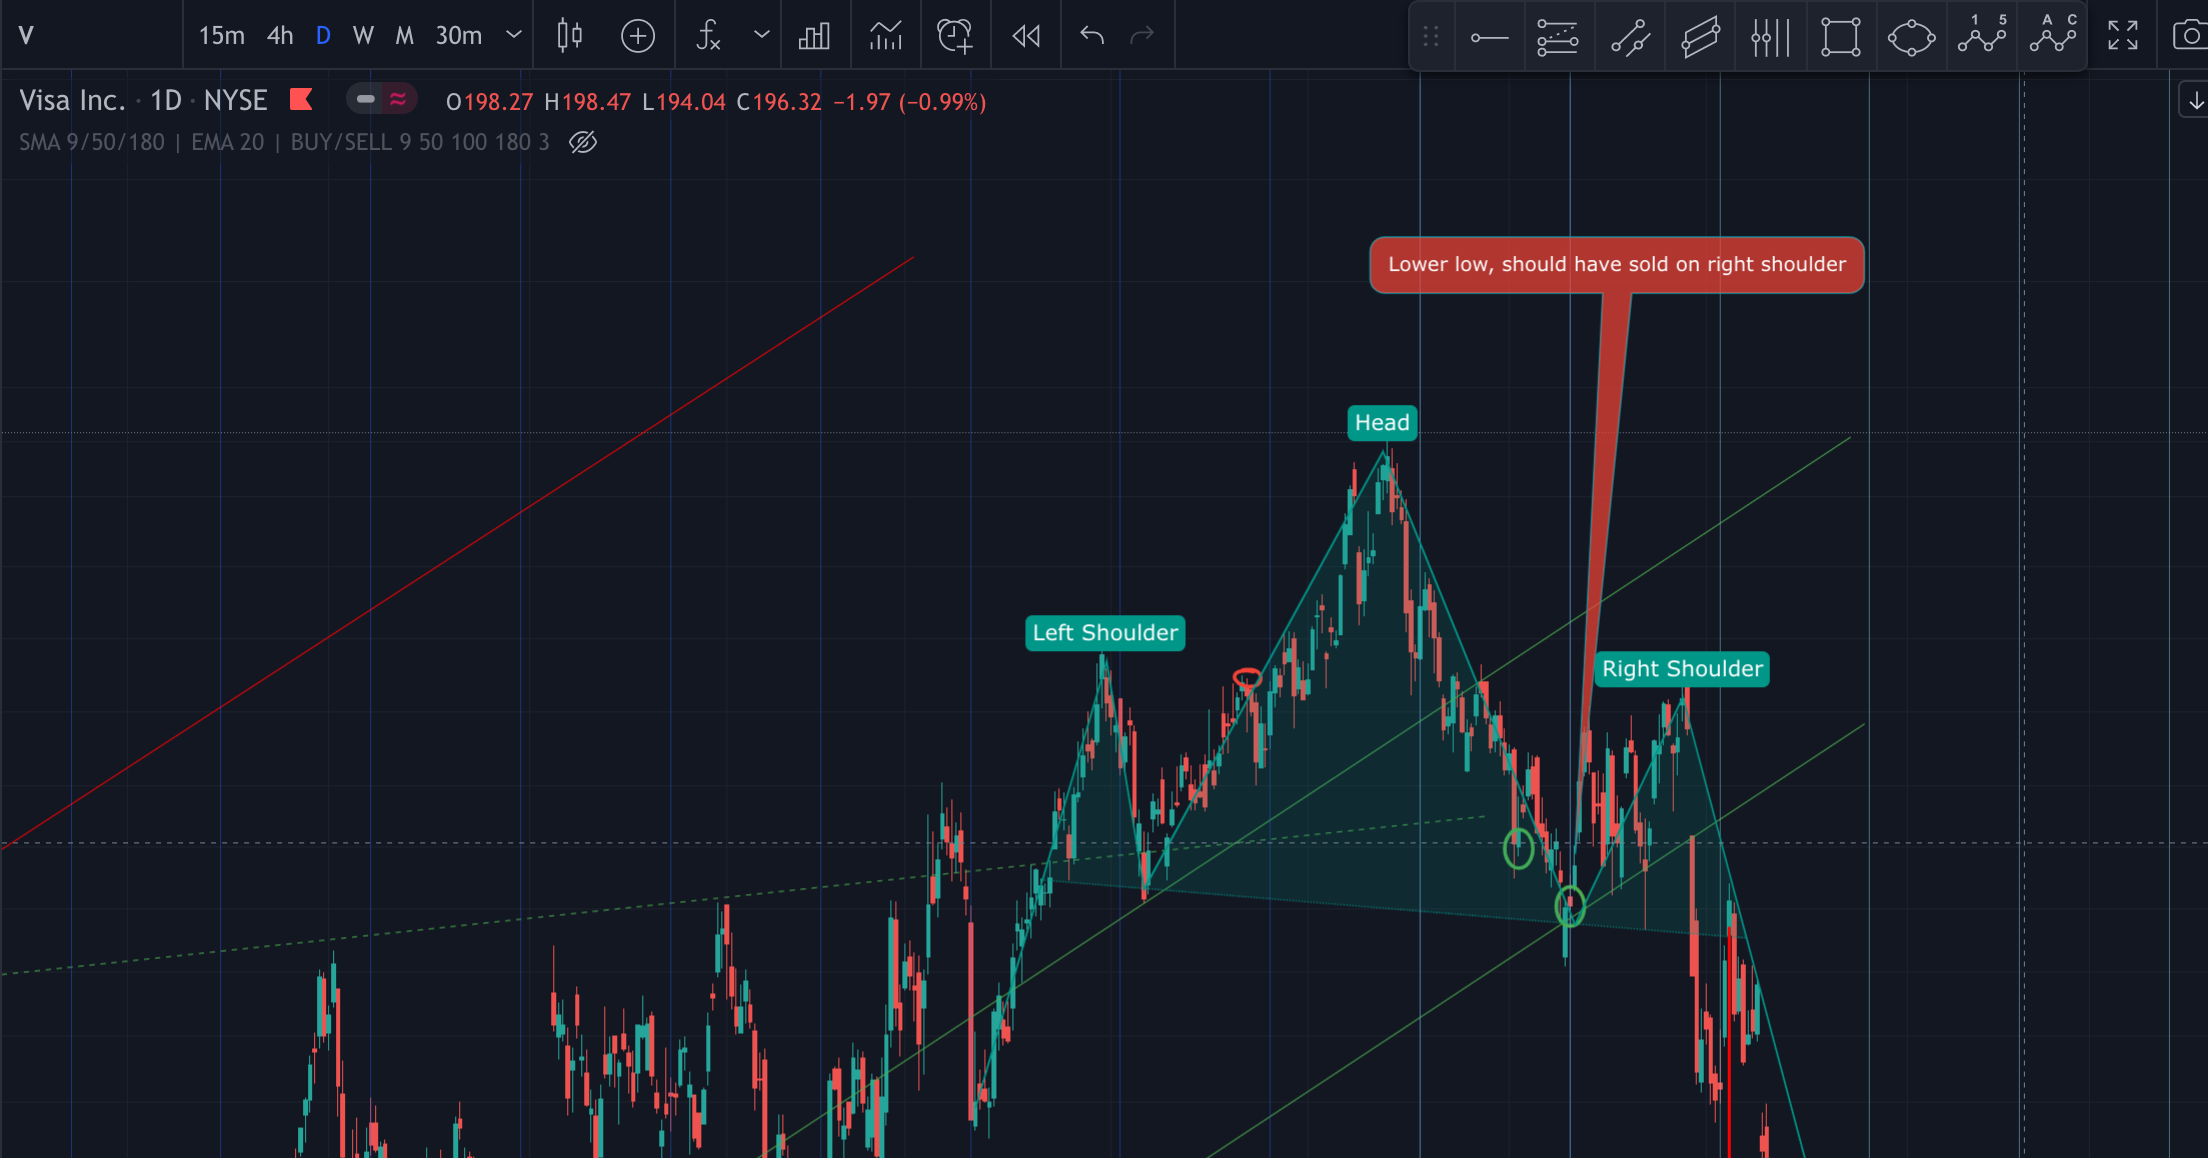 V 15m 4h D W M 30m
1 5 A C
Visa Inc. · 1D · NYSE O198.27 H198.47 L194.04 C196.32 −1.97 (−0.99%)
SMA 9/50/180 | EMA 20 | BUY/SELL 9 50 100 180 3
Lower low, should have sold on right shoulder
Head
Left Shoulder
Right Shoulder